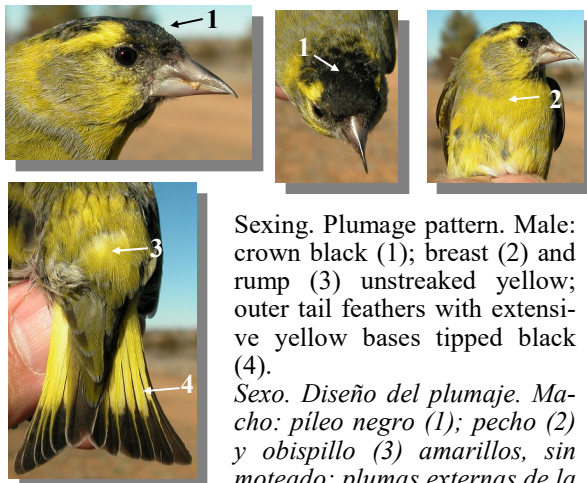 1
1
2
3
4
Sexing. Plumage pattern. Male:
crown black (1); breast (2) and
rump (3) unstreaked yellow;
outer tail feathers with extensi-
ve yellow bases tipped black
(4).
Sexo. Diseño del plumaje. Ma-
cho: píleo negro (1); pecho (2)
y obispillo (3) amarillos, sin
moteado; plumas externas de la